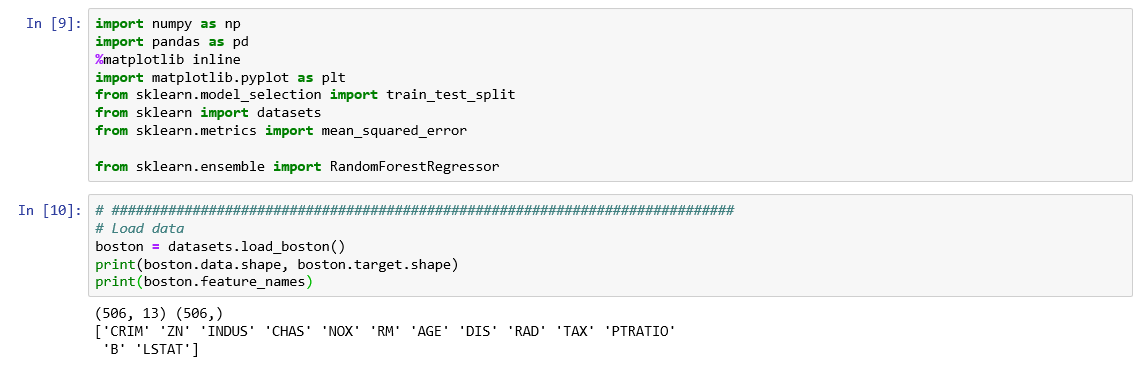 In [9]: import numpy as np
import pandas as pd
%matplotlib inline
import matplotlib.pyplot as plt
from sklearn.model_selection import train_test_split
from sklearn import datasets
from sklearn.metrics import mean_squared_error
from sklearn.ensemble import RandomForestRegressor
In [10]: # #############################################################################
# Load data
boston = datasets.load_boston()
print(boston.data.shape, boston.target.shape)
print(boston.feature_names)
(506, 13) (506,)
['CRIM' 'ZN' 'INDUS' 'CHAS' 'NOX' 'RM' 'AGE' 'DIS' 'RAD' 'TAX' 'PTRATIO'
'B' 'LSTAT']